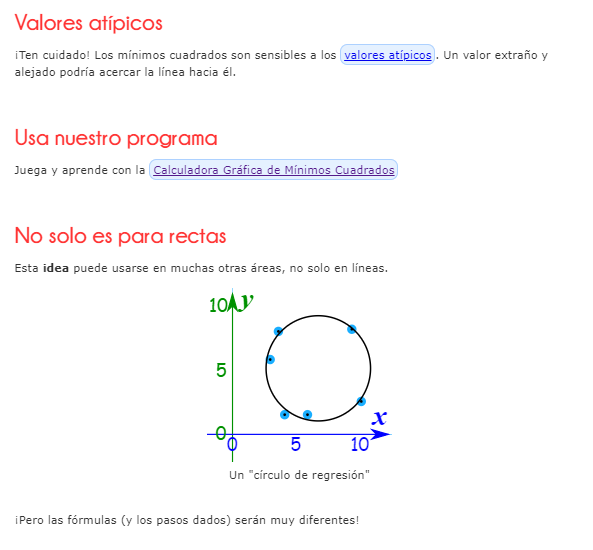 Valores atípicos
¡Ten cuidado! Los mínimos cuadrados son sensibles a los valores atípicos. Un valor extraño y
alejado podría acercar la línea hacia él.
Usa nuestro programa
Juega y aprende con la Calculadora Gráfica de Mínimos Cuadrados
No solo es para rectas
Esta idea puede usarse en muchas otras áreas, no solo en líneas.
10 y
5
0
x
0 5 10
Un "círculo de regresión"
¡Pero las fórmulas (y los pasos dados) serán muy diferentes!